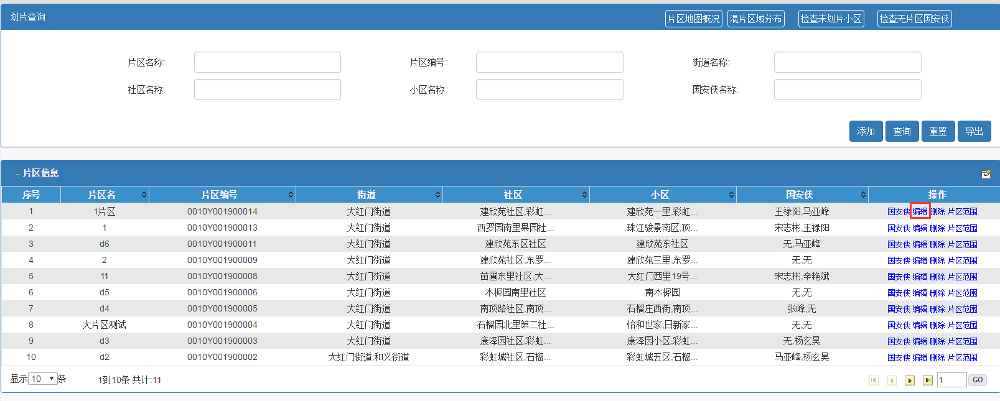 划片查询 片区地图概况 混片区域分布 检查未划片小区 检查无片区国安侠
片区名称: 片区编号: 街道名称:
社区名称: 小区名称: 国安侠名称:
添加 查询 重置 导出
片区信息
序号 片区名 片区编号 街道 社区 小区 国安侠 操作
1 1片区 0010Y001900014 大红门街道 建欣苑社区,彩虹... 建欣苑一里,彩虹... 王禄阳,马亚峰 国安侠 编辑 删除 片区范围
2 1 0010Y001900013 大红门街道 西罗园南里果园社... 珠江骏景南区,顶... 宋志彬,王禄阳 国安侠 编辑 删除 片区范围
3 d6 0010Y001900011 大红门街道 建欣苑东区社区 建欣苑东社区 无,马亚峰 国安侠 编辑 删除 片区范围
4 2 0010Y001900009 大红门街道 建欣苑社区,东罗... 建欣苑三里,东罗... 无,无 国安侠 编辑 删除 片区范围
5 11 0010Y001900008 大红门街道 苗圃东里社区,大... 大红门西里19号... 宋志彬,辛艳斌 国安侠 编辑 删除 片区范围
6 d5 0010Y001900006 大红门街道 木樨园南里社区 南木樨园 无,无 国安侠 编辑 删除 片区范围
7 d4 0010Y001900005 大红门街道 南顶路社区,南顶... 石榴庄西街,南顶... 张峰,无 国安侠 编辑 删除 片区范围
8 大片区测试 0010Y001900004 大红门街道 石榴园北里第二社... 怡和世家,日新家... 无,无 国安侠 编辑 删除 片区范围
9 d3 0010Y001900003 大红门街道 康泽园社区,彩虹... 康泽园小区,彩虹... 无,杨玄昊 国安侠 编辑 删除 片区范围
10 d2 0010Y001900002 大红门街道,和义街道 彩虹城社区,石榴... 彩虹城五区,石榴... 马亚峰,杨玄昊 国安侠 编辑 删除 片区范围
显示 10 条 1到10条 共计:11 1 GO